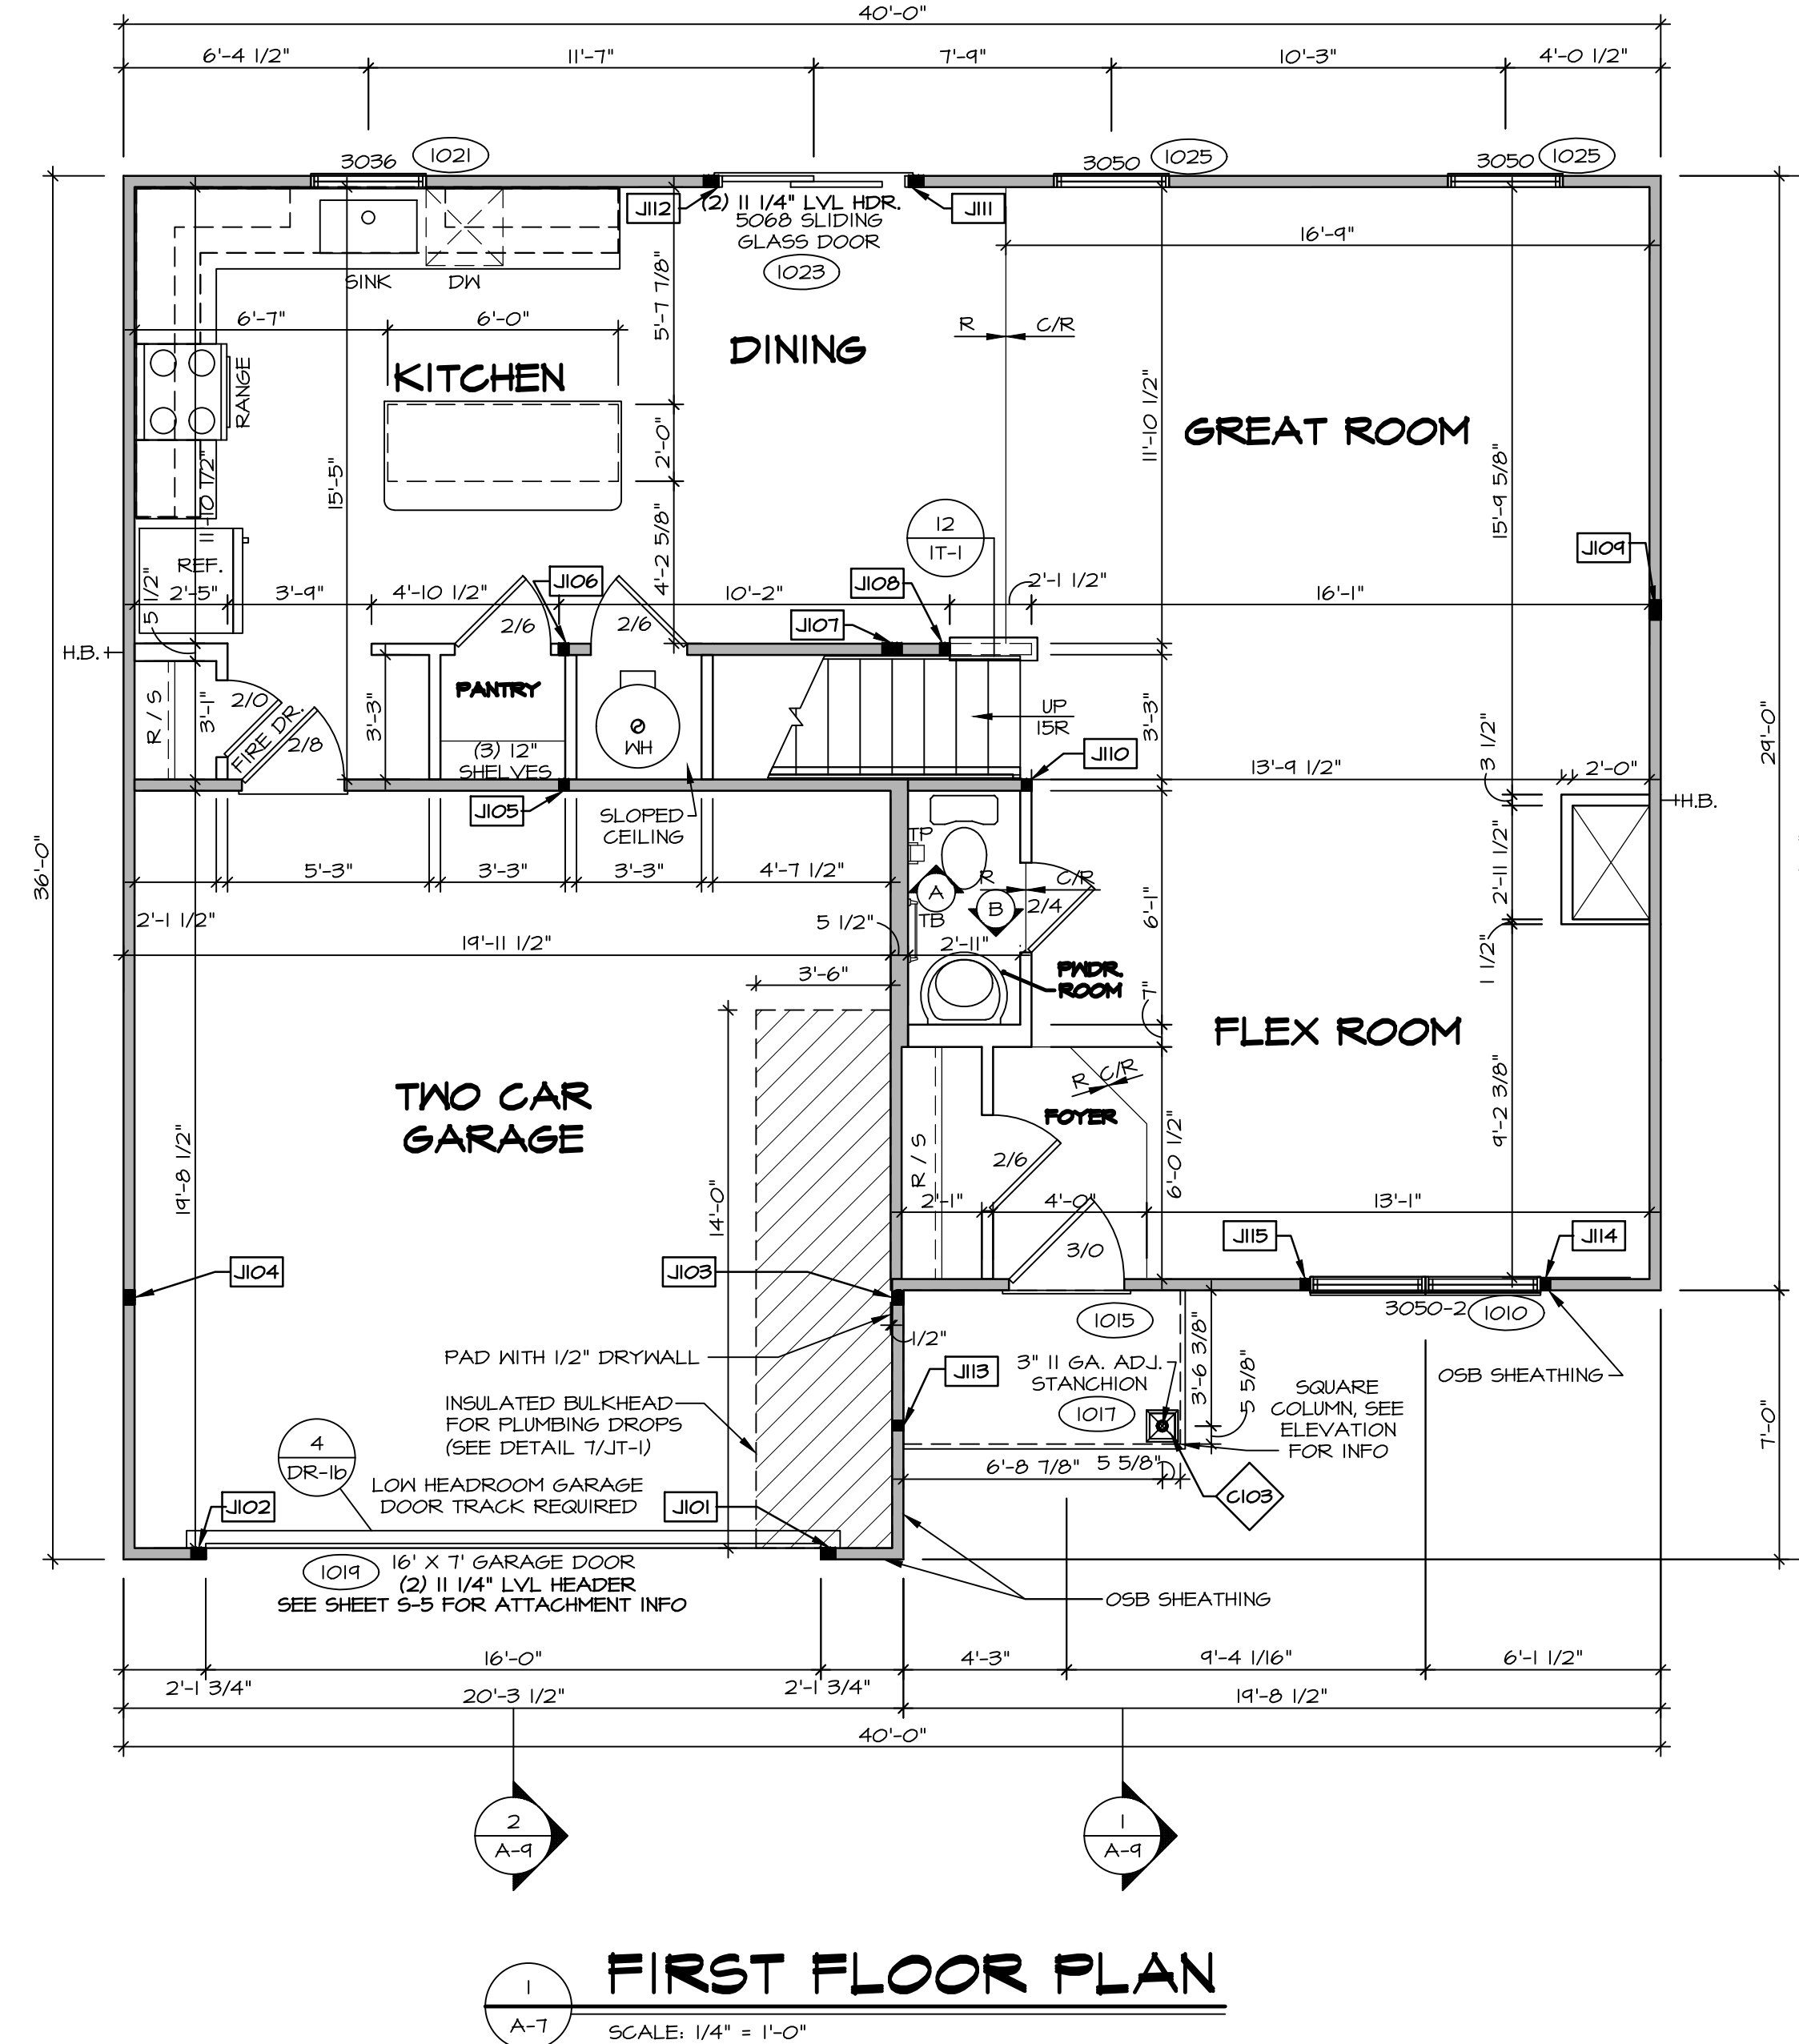 40'-0"
6'-4 1/2"
11'-7"
7'-9"
10'-3"
4'-0 1/2"
3036
1021
3050
1025
3050
1025
J112
(2) 11 1/4" LVL HDR.
J111
5068 SLIDING
GLASS DOOR
1023
16'-9"
SINK
DW
5'-7 7/8"
6'-7"
6'-0"
R
C/R
DINING
KITCHEN
RANGE
11'-10 1/2"
GREAT ROOM
2'-0"
11'-10 1/2"
15'-5"
15'-9 5/8"
12
1T-1
4'-2 5/8"
J109
REF.
5 1/2"
2'-5"
3'-9"
4'-10 1/2"
J106
10'-2"
J108
2'-1 1/2"
16'-1"
2/6
2/6
J107
H.B.
PANTRY
R / S
3'-1"
2/0
FIRE DR.
2/8
3'-3"
WH
UP
15R
3'-3"
3 1/2"
29'-0"
(3) 12"
SHELVES
J110
13'-9 1/2"
2'-0"
J105
SLOPED
CEILING
H.B.
TP
36'-0"
5'-3"
3'-3"
3'-3"
4'-7 1/2"
R
C/R
A
B
2/4
TB
2'-11 1/2"
6'-1"
2'-1 1/2"
5 1/2"
19'-11 1/2"
2'-11"
1 1/2"
3'-6"
PWDR.
ROOM
7"
FLEX ROOM
TWO CAR
GARAGE
R
C/R
FOYER
9'-2 3/8"
19'-8 1/2"
14'-0"
R / S
2/6
6'-0 1/2"
2'-1"
4'-0"
13'-1"
3/0
J115
J114
J104
J103
1015
3050-2
1010
1/2"
PAD WITH 1/2" DRYWALL
J113
3" 11 GA. ADJ.
STANCHION
1017
3'-6 3/8"
5 5/8"
OSB SHEATHING
SQUARE
COLUMN, SEE
ELEVATION
FOR INFO
7'-0"
INSULATED BULKHEAD
FOR PLUMBING DROPS
(SEE DETAIL 7/JT-1)
4
DR-1b
6'-8 7/8"
5 5/8"
LOW HEADROOM GARAGE
DOOR TRACK REQUIRED
J102
J101
C103
1019
16' X 7' GARAGE DOOR
(2) 11 1/4" LVL HEADER
SEE SHEET S-5 FOR ATTACHMENT INFO
OSB SHEATHING
16'-0"
4'-3"
9'-4 1/16"
6'-1 1/2"
2'-1 3/4"
2'-1 3/4"
20'-3 1/2"
19'-8 1/2"
40'-0"
2
A-9
1
A-9
1
A-7
FIRST FLOOR PLAN
SCALE: 1/4" = 1'-0"